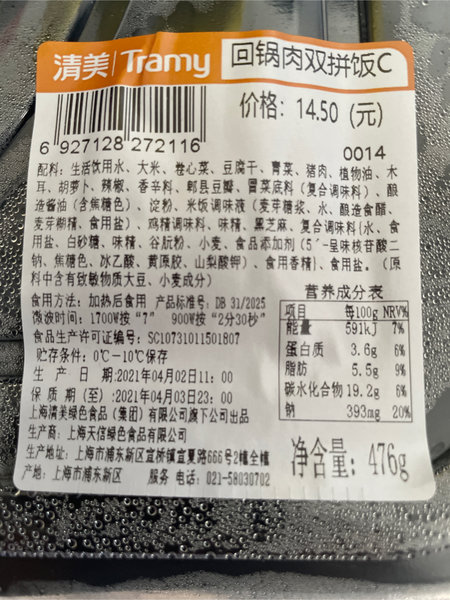 清美 Tramy
回锅肉双拼饭C
价格: 14.50 (元)
6 927128 272116
0014
配料: 生活饮用水、大米、卷心菜、豆腐干、青菜、猪肉、植物油、木
耳、胡萝卜、辣椒、香辛料、郫县豆瓣、冒菜底料（复合调味料）、酿
造酱油（含焦糖色）、淀粉、米饭调味液（麦芽糖浆、水、酿造食醋、
麦芽糊精、食用盐）、鸡精调味料、味精、黑芝麻、复合调味料(水、食
用盐、白砂糖、味精、谷朊粉、小麦、食品添加剂（5´-呈味核苷酸二
钠、焦糖色、冰乙酸、黄原胶、山梨酸钾）、食用香精)、食用盐。（原
料中含有致敏物质大豆、小麦成分）
食用方法: 加热后食用 产品标准号: DB 31/2025
微波时间: 1700W按“7” 900W按“2分30秒”
食品生产许可证编号: SC10731011501807
贮存条件: 0℃-10℃保存
生 产 日 期:2021年04月02日11:00
保 质 期（至）:2021年04月03日23:00
上海清美绿色食品（集团）有限公司旗下公司出品
生产商: 上海天信绿色食品有限公司
生产地址: 上海市浦东新区宣桥镇宣夏路666号2幢全幢
产地: 上海市浦东新区 服务 电话: 021-58030702
营养成分表
项目 每100g NRV%
能量 591kJ 7%
蛋白质 3.6g 6%
脂肪 5.5g 9%
碳水化合物 19.2g 6%
钠 393mg 20%
净含量: 476g